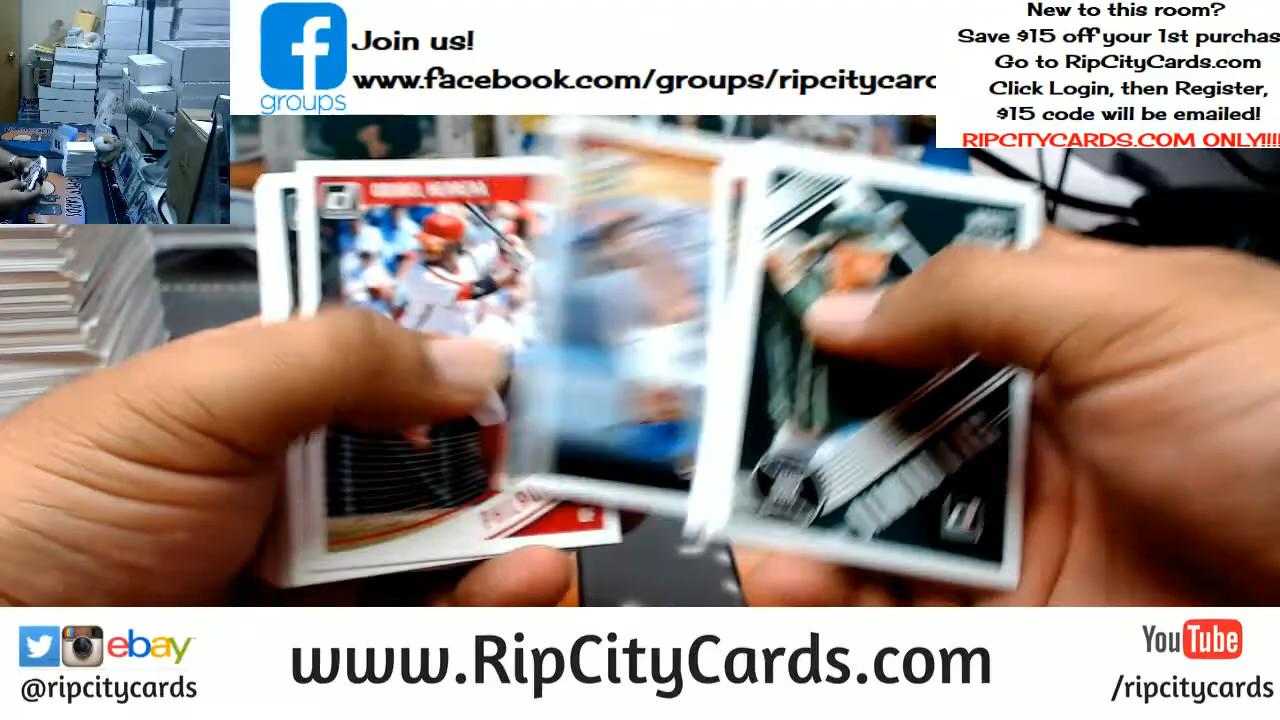 Join us!
www.facebook.com/groups/ripcitycarc
groups
New to this room?
Save $15 off your 1st purchas
Go to RipCityCards.com
Click Login, then Register,
$15 code will be emailed!
RIPCITYCARDS.COM ONLY!!!!
ebay
@ripcitycards
www.RipCityCards.com
YouTube
/ripcitycards